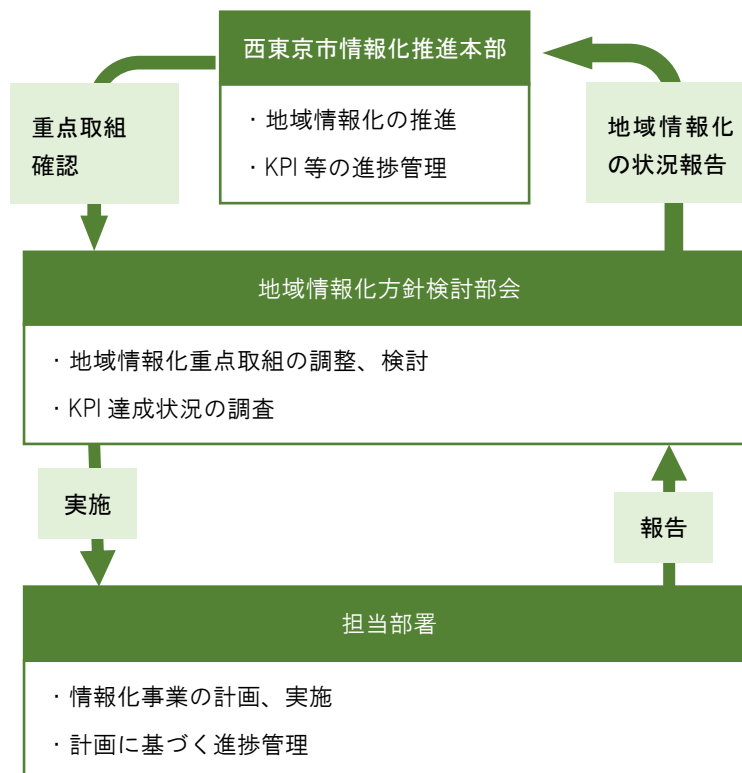 西東京市情報化推進本部
・地域情報化の推進
・KPI 等の進捗管理
重点取組
確認
地域情報化
の状況報告
地域情報化方針検討部会
・地域情報化重点取組の調整、検討
・KPI 達成状況の調査
実施
報告
担当部署
・情報化事業の計画、実施
・計画に基づく進捗管理